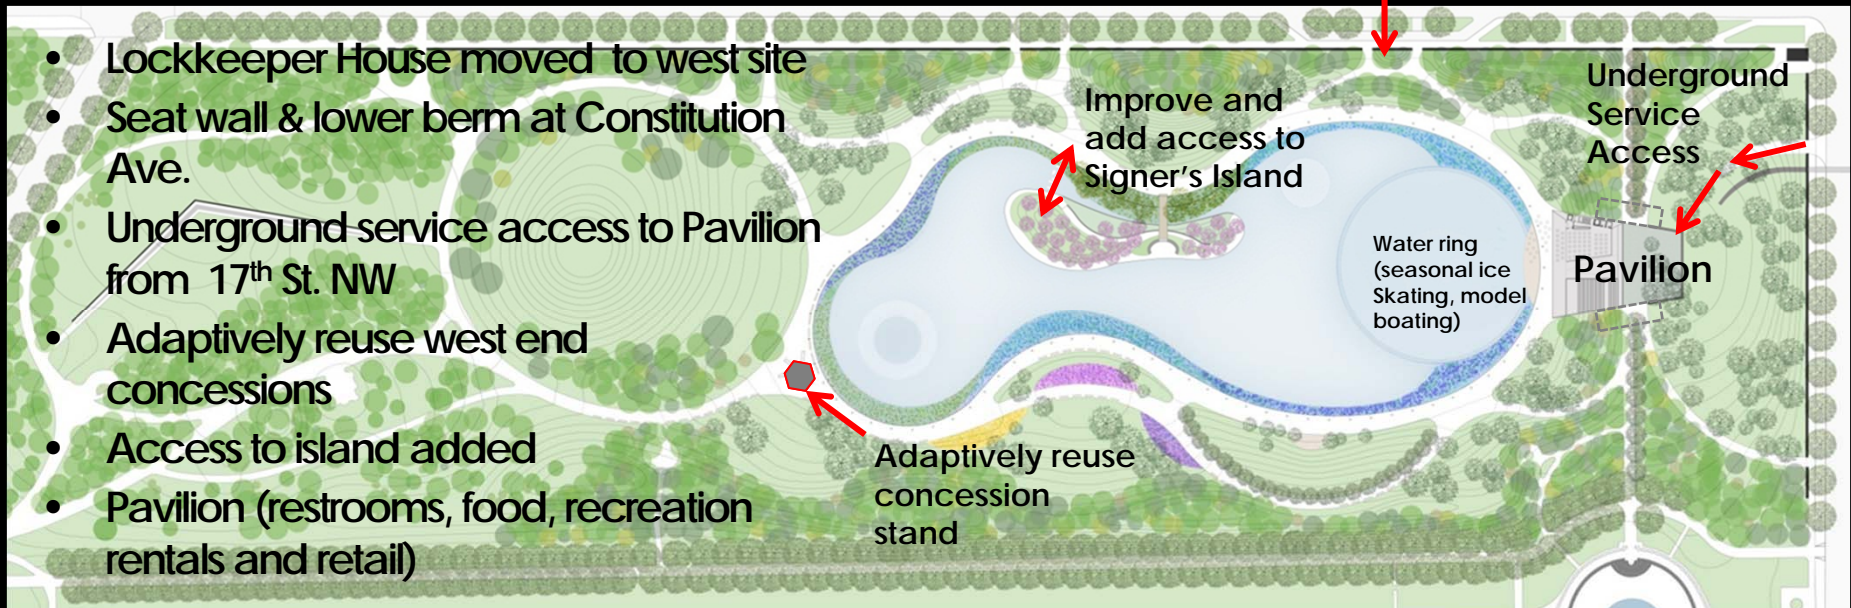 • Lockkeeper House moved to west site
• Seat wall & lower berm at Constitution
Ave.
• Underground service access to Pavilion
from 17th St. NW
• Adaptively reuse west end
concessions
• Access to island added
• Pavilion (restrooms, food, recreation
rentals and retail)
Improve and
add access to
Signer's Island
Underground
Service
Access
Water ring
(seasonal ice
Skating, model
boating)
Pavilion
Adaptively reuse
concession
stand